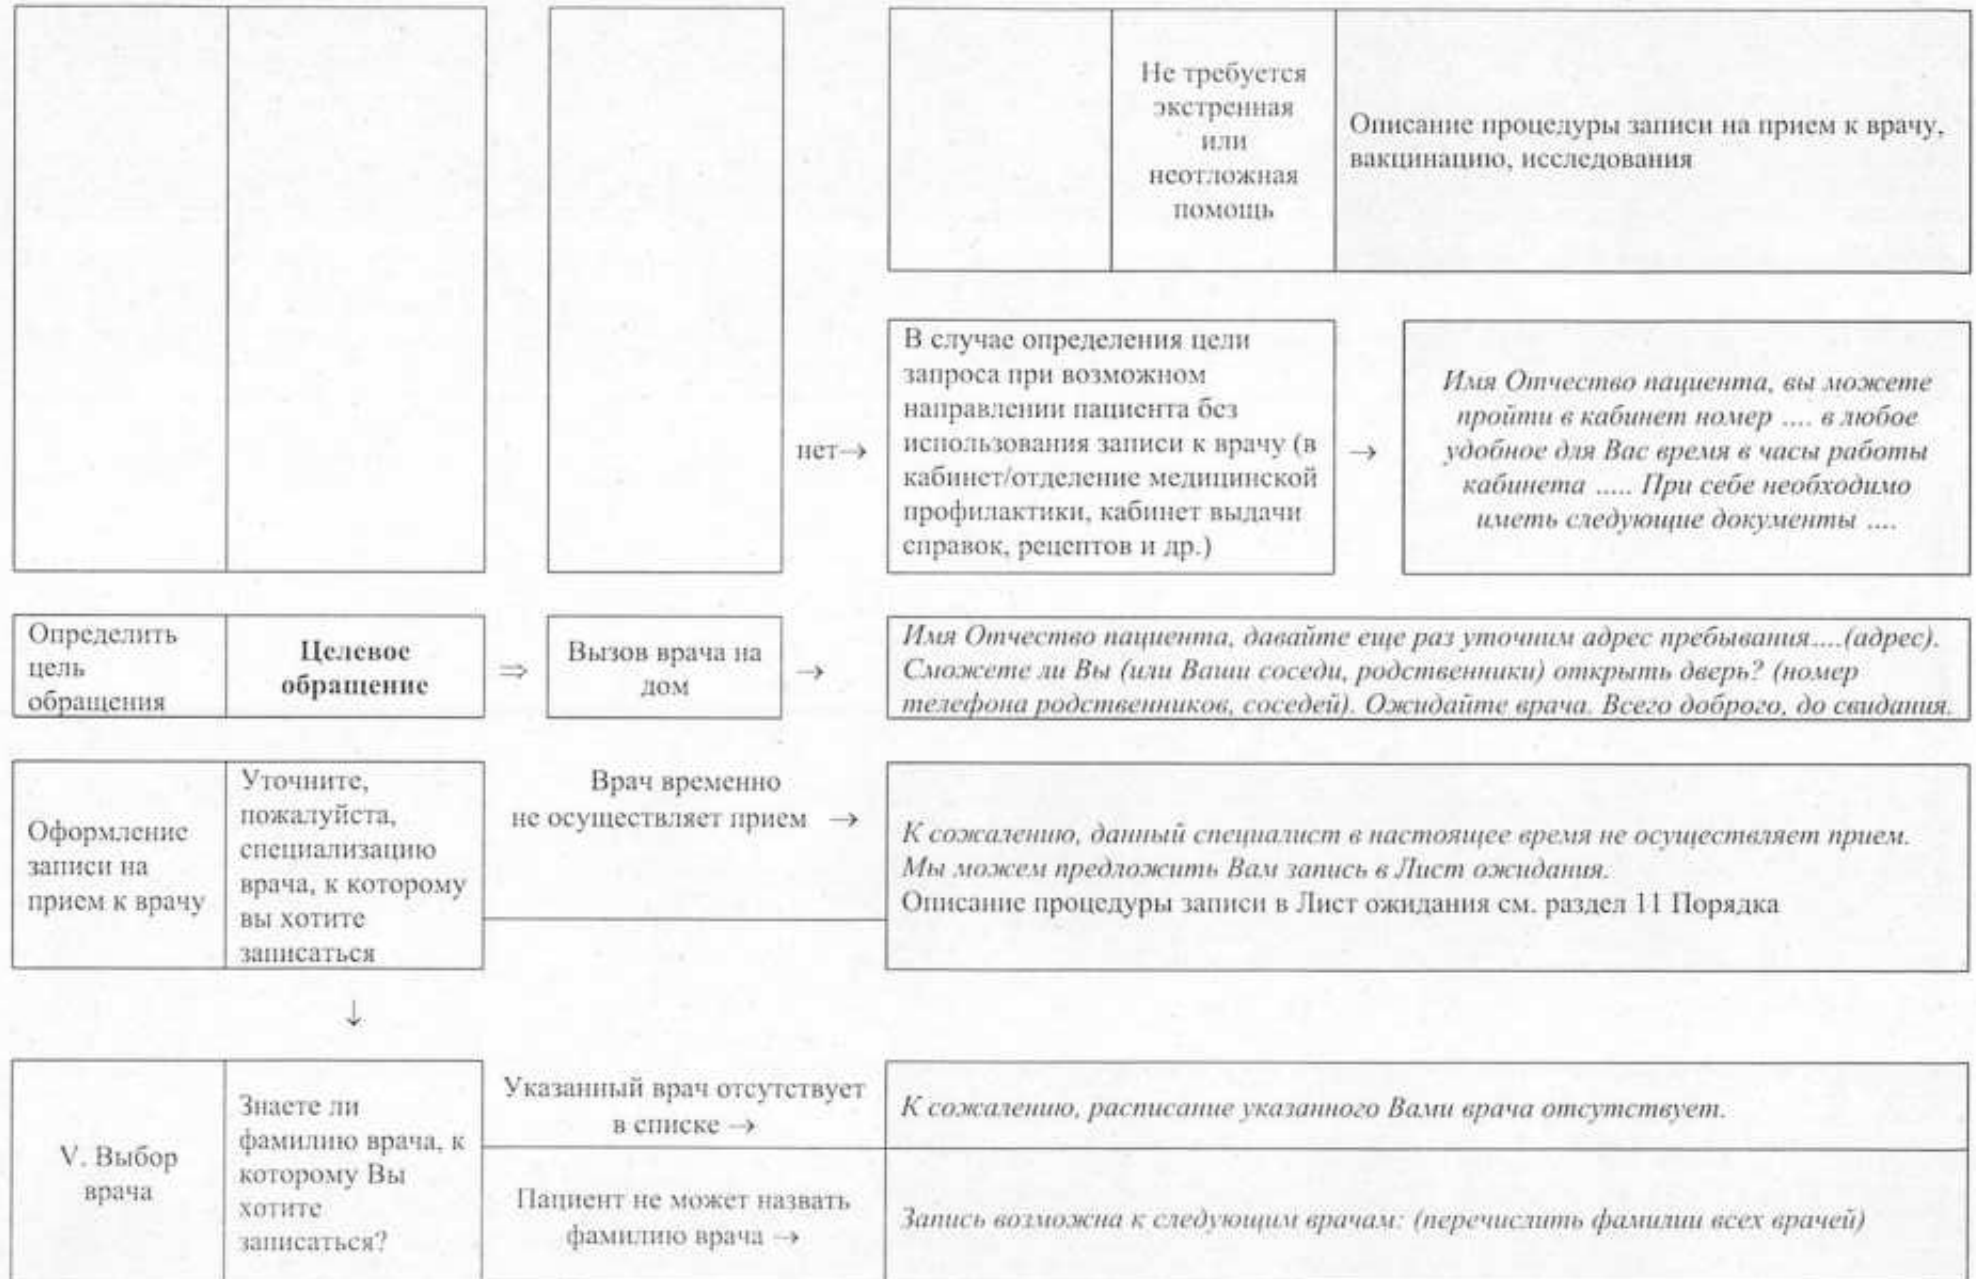 Не требуется
экстренная
или
неотложная
помощь
Описание процедуры записи на прием к врачу,
вакцинацию, исследования
нет→
В случае определения цели
запроса при возможном
направлении пациента без
использования записи к врачу (в
кабинет/отделение медицинской
профилактики, кабинет выдачи
справок, рецептов и др.)
→
Имя Отчество пациента, вы можете
пройти в кабинет номер .... в любое
удобное для Вас время в часы работы
кабинета ..... При себе необходимо
иметь следующие документы ....
Определить
цель
обращения
Целевое
обращение
⇒
Вызов врача на
дом
→
Имя Отчество пациента, давайте еще раз уточним адрес пребывания....(адрес).
Сможете ли Вы (или Ваши соседи, родственники) открыть дверь? (номер
телефона родственников, соседей). Ожидайте врача. Всего доброго, до свидания.
Оформление
записи на
прием к врачу
Уточните,
пожалуйста,
специализацию
врача, к которому
вы хотите
записаться
Врач временно
не осуществляет прием →
К сожалению, данный специалист в настоящее время не осуществляет прием.
Мы можем предложить Вам запись в Лист ожидания.
Описание процедуры записи в Лист ожидания см. раздел 11 Порядка
↓
V. Выбор
врача
Знаете ли
фамилию врача, к
которому Вы
хотите
записаться?
Указанный врач отсутствует
в списке →
К сожалению, расписание указанного Вами врача отсутствует.
Пациент не может назвать
фамилию врача →
Запись возможна к следующим врачам: (перечислить фамилии всех врачей)